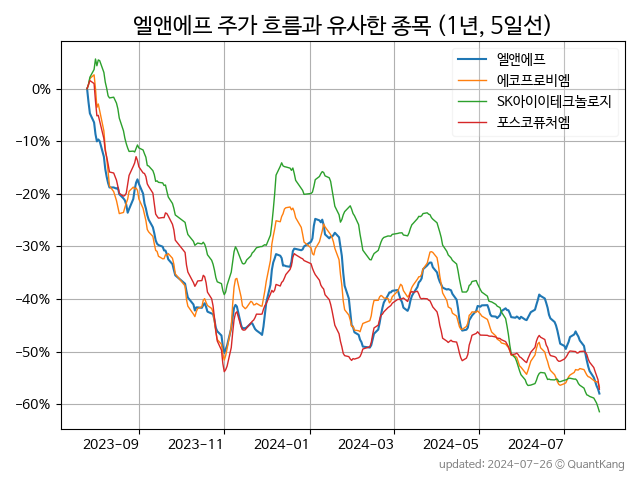 엘앤에프 주가 흐름과 유사한 종목 (1년, 5일선)
엘앤에프
에코프로비엠
SK아이이테크놀로지
포스코퓨처엠
0%
−10%
−20%
−30%
−40%
−50%
−60%
2023-09
2023-11
2024-01
2024-03
2024-05
2024-07
updated: 2024-07-26 © QuantKang